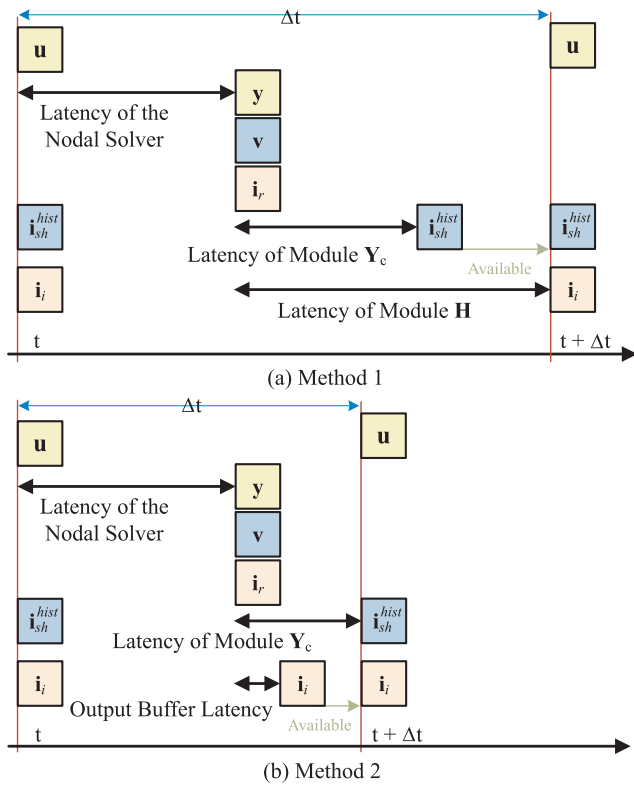 Δt
u
u
Latency of the
Nodal Solver
y
v
i_r
i_sh^hist
i_sh^hist
i_sh^hist
Latency of Module Y_c
Available
i_i
i_i
Latency of Module H
t
t + Δt
(a) Method 1
Δt
u
u
Latency of the
Nodal Solver
y
v
i_r
i_sh^hist
i_sh^hist
Latency of Module Y_c
i_i
i_i
i_i
Output Buffer Latency
Available
t
t + Δt
(b) Method 2